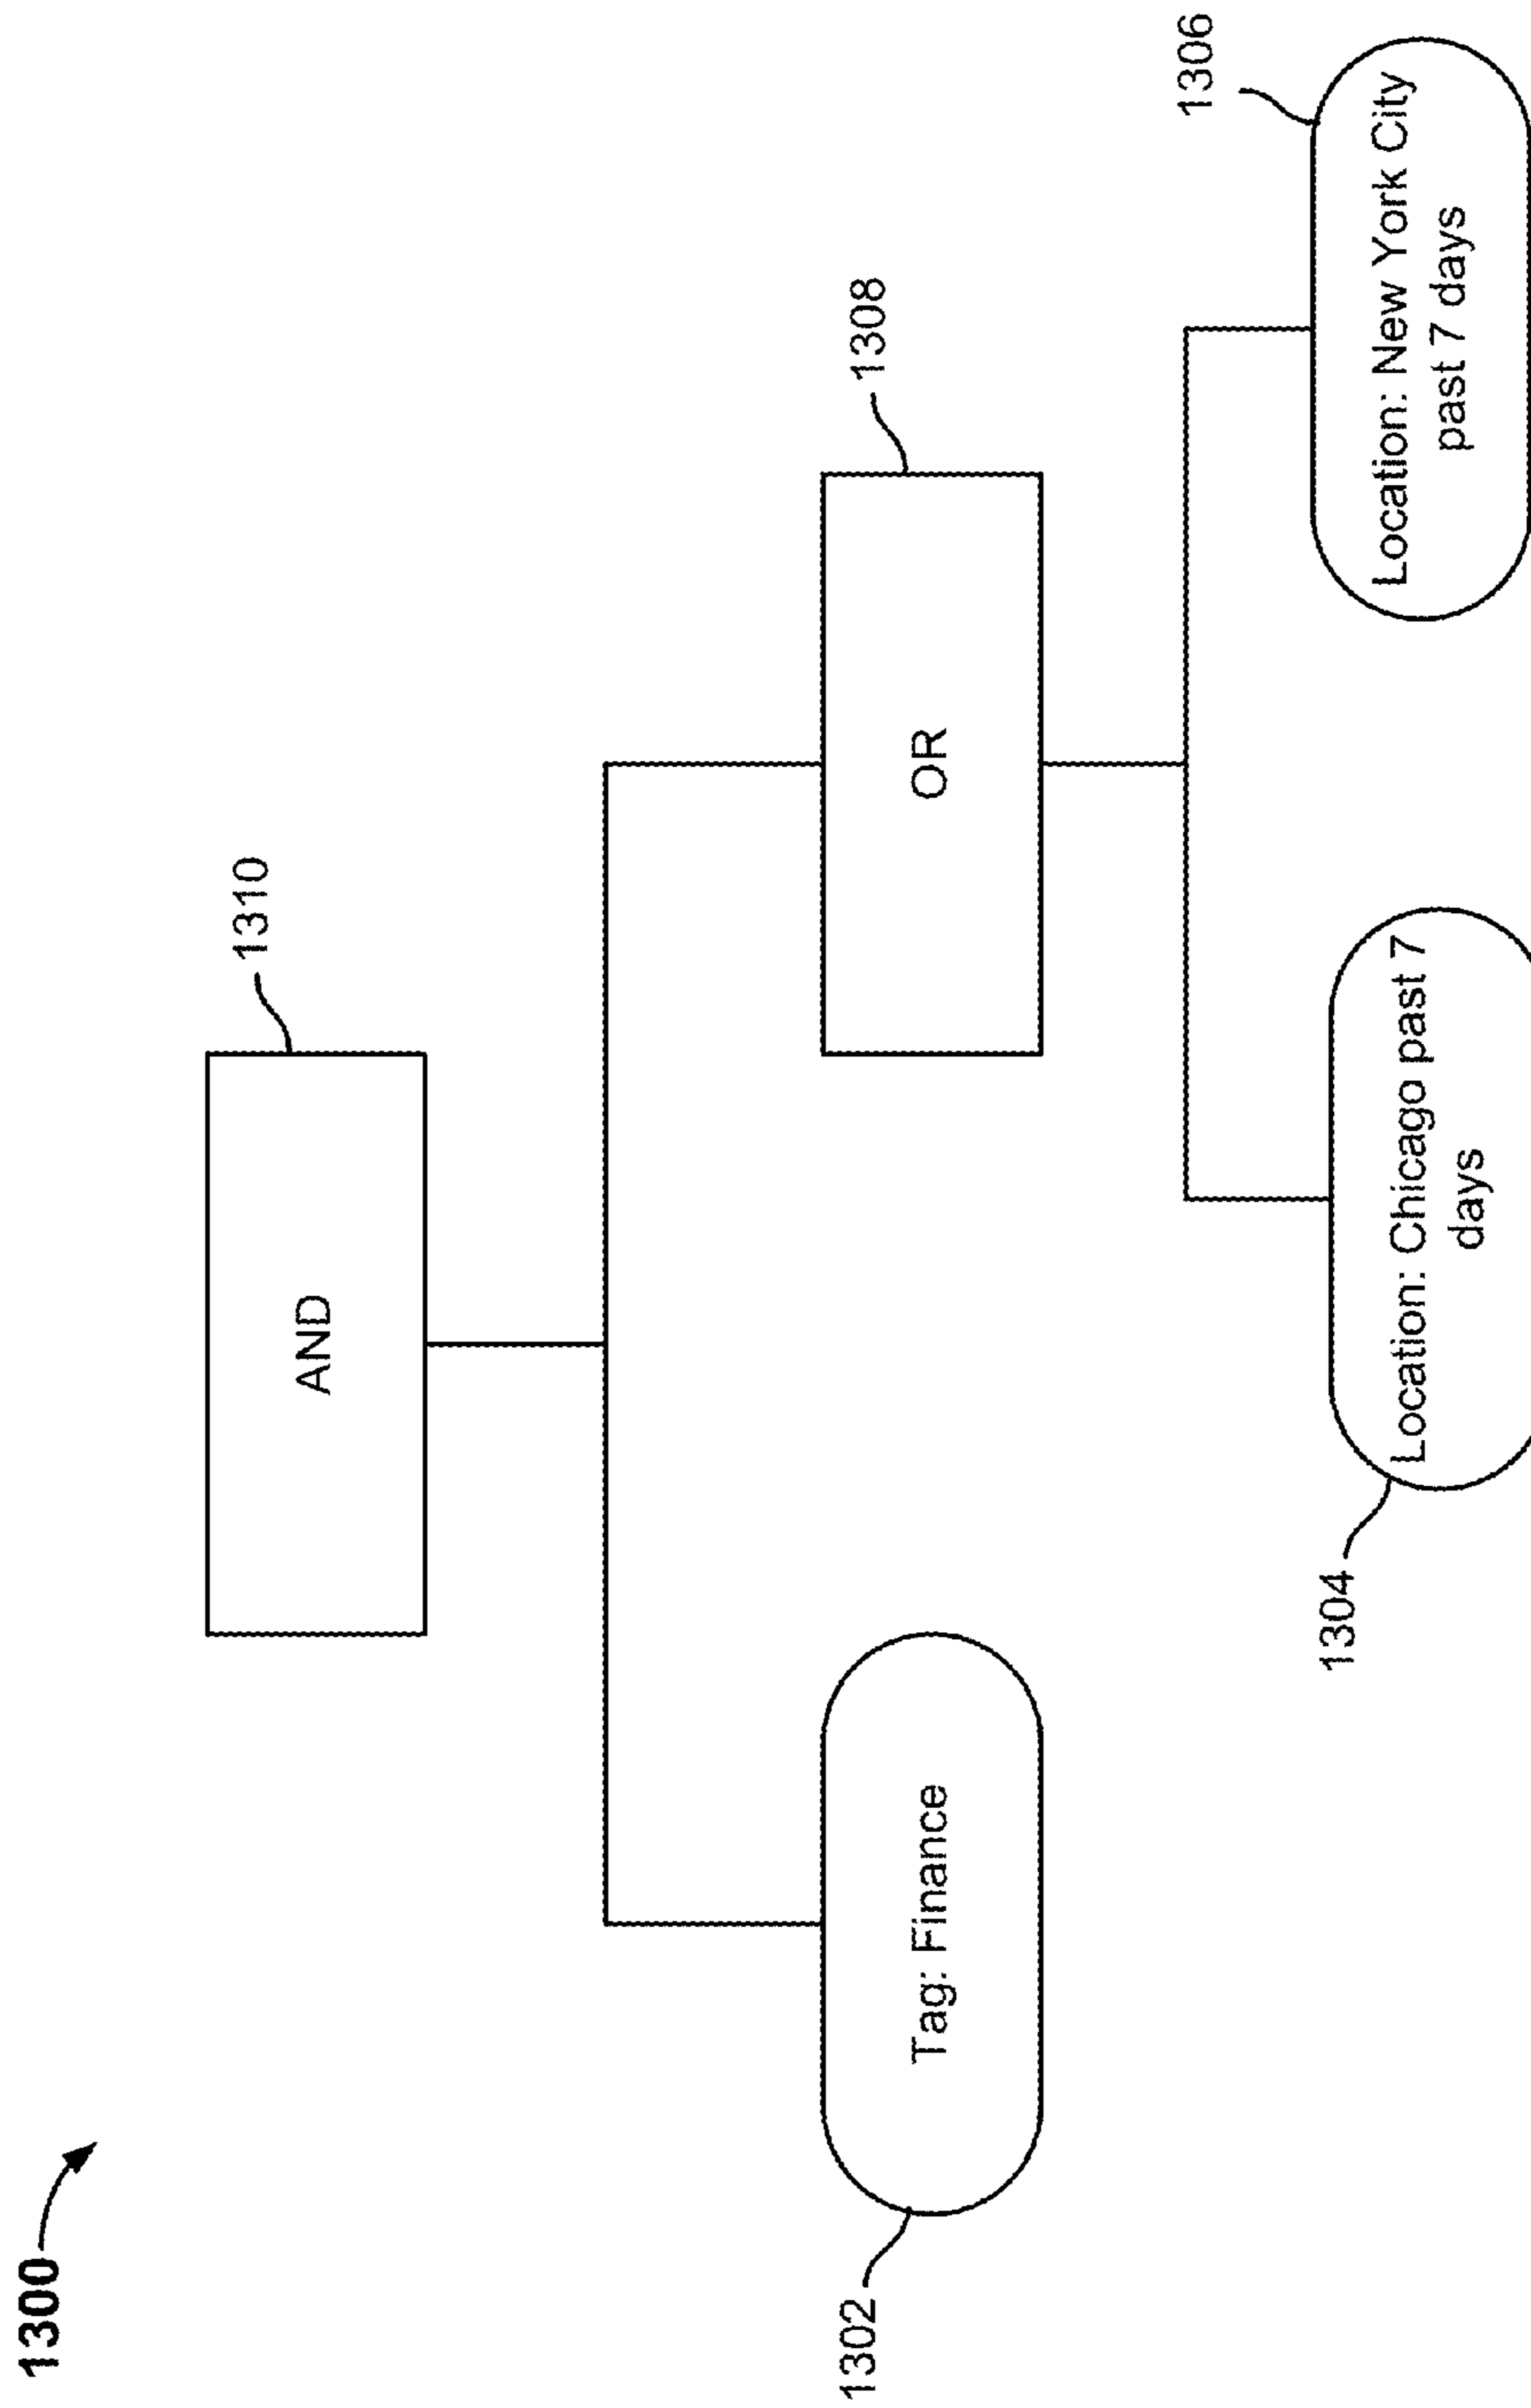 1300
1310
AND
1308
OR
1302
Tag: Finance
1306
Location: New York City
past 7 days
1304
Location: Chicago past 7
days